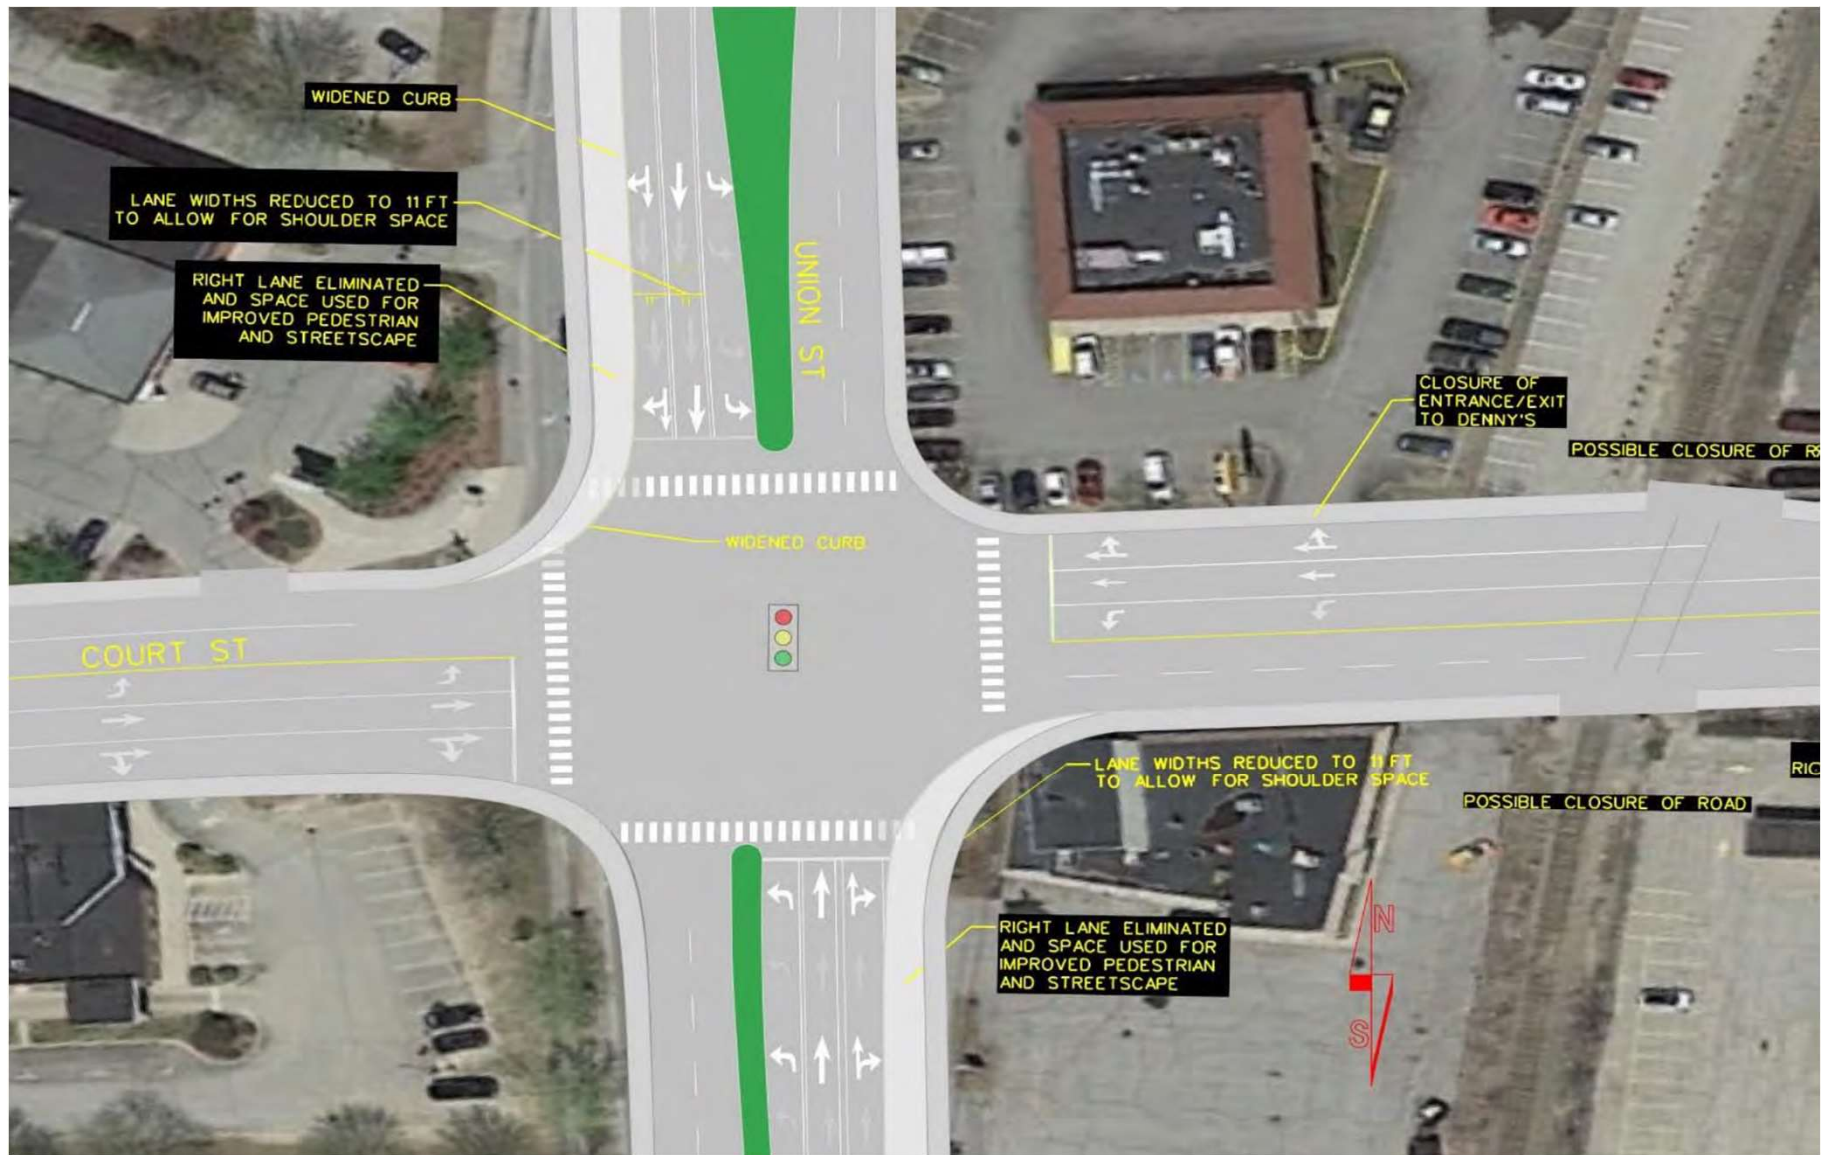 WIDENED CURB
LANE WIDTHS REDUCED TO 11 FT
TO ALLOW FOR SHOULDER SPACE
RIGHT LANE ELIMINATED
AND SPACE USED FOR
IMPROVED PEDESTRIAN
AND STREETSCAPE
UNION ST
CLOSURE OF
ENTRANCE/EXIT
TO DENNY'S
POSSIBLE CLOSURE OF
WIDENED CURB
COURT ST
LANE WIDTHS REDUCED TO 11 FT
TO ALLOW FOR SHOULDER SPACE
POSSIBLE CLOSURE OF ROAD
RIGHT LANE ELIMINATED
AND SPACE USED FOR
IMPROVED PEDESTRIAN
AND STREETSCAPE
N
S